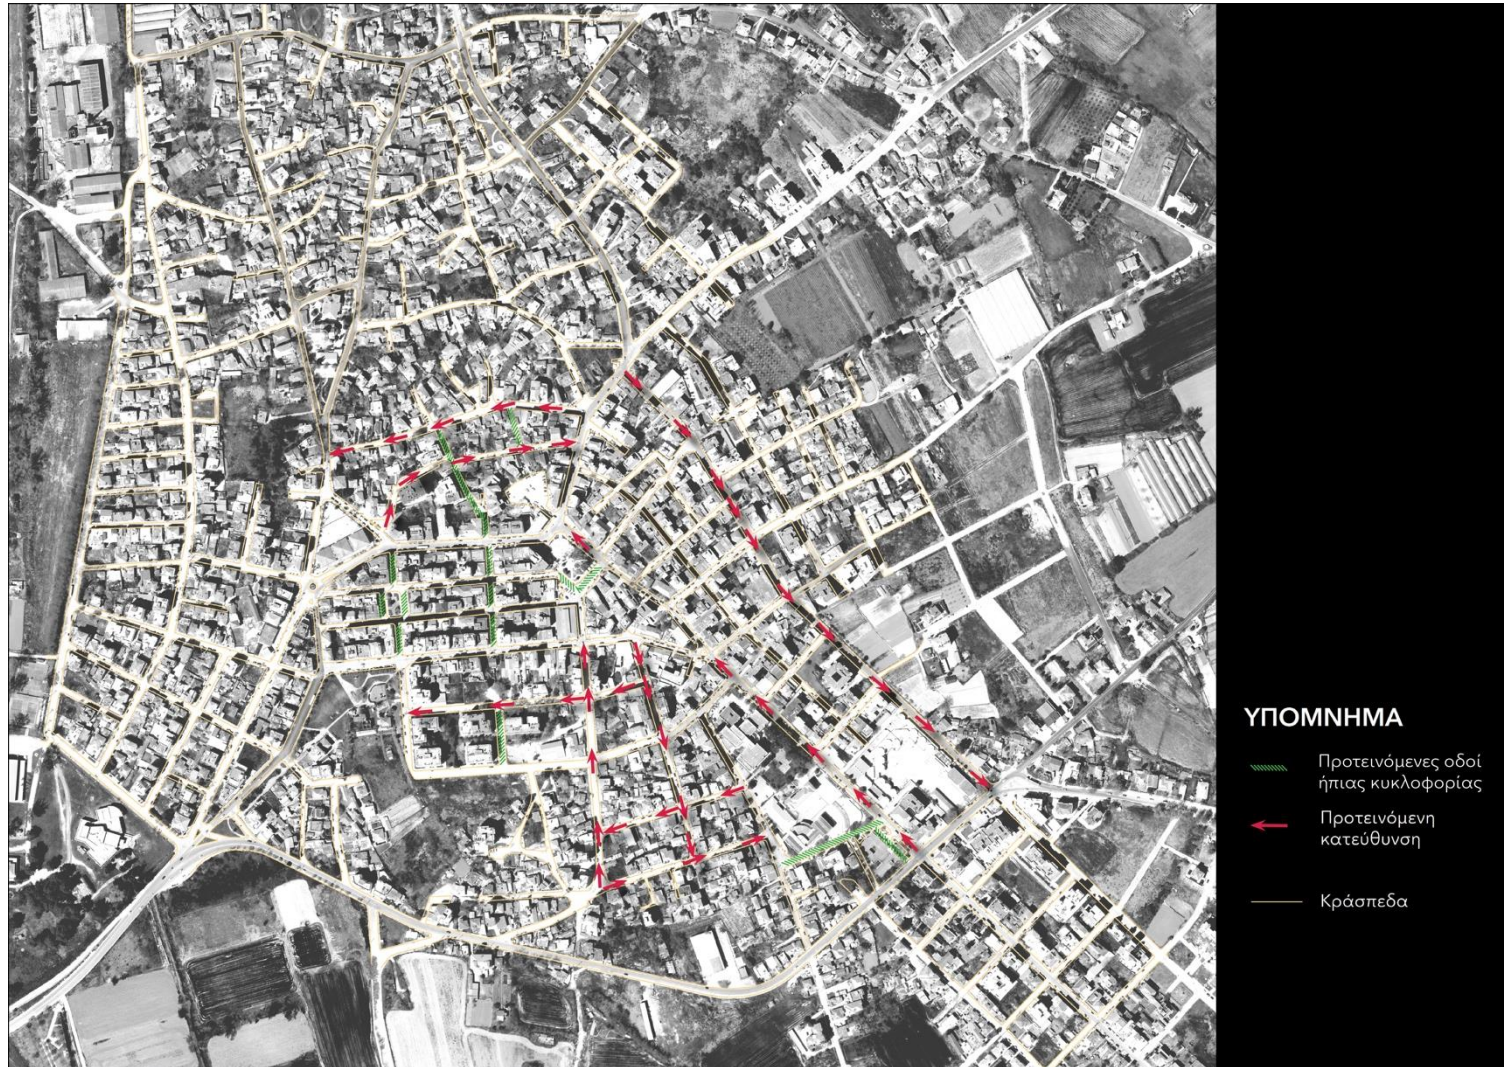 ΥΠΟΜΝΗΜΑ
Προτεινόμενες οδοί
ήπιας κυκλοφορίας
Προτεινόμενη
κατεύθυνση
Κράσπεδα